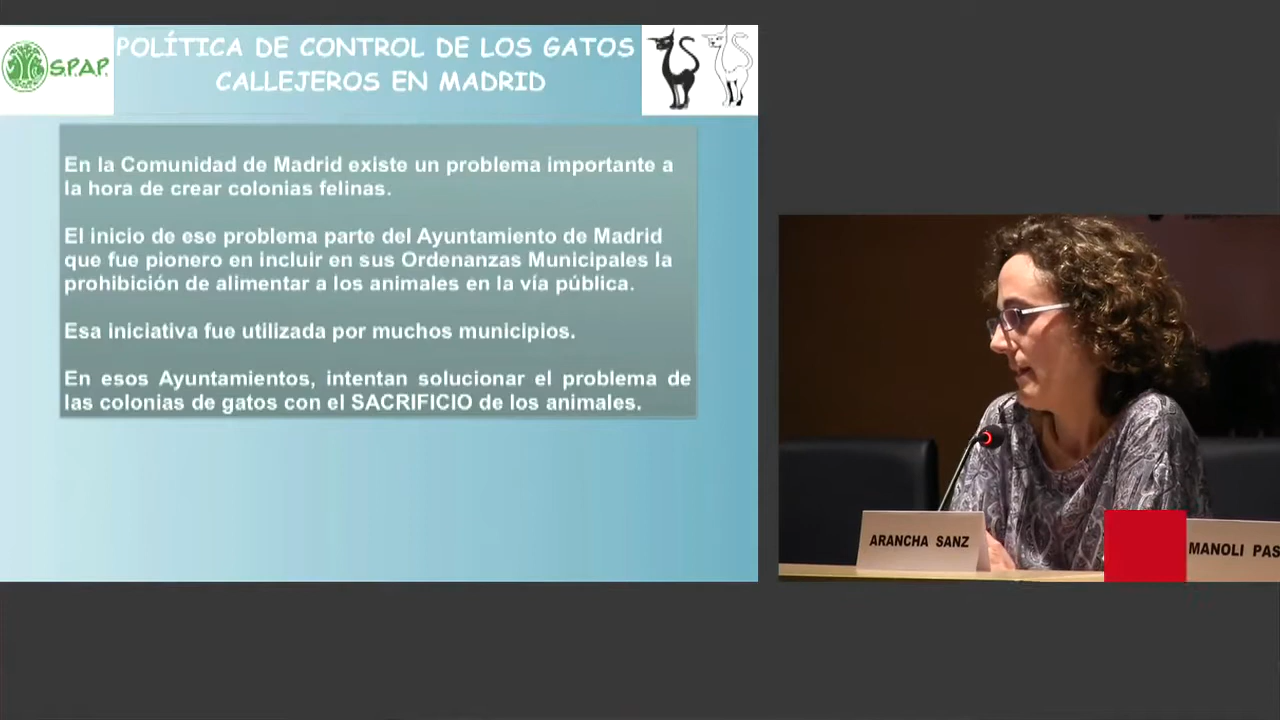 S.P.A.P.
POLÍTICA DE CONTROL DE LOS GATOS
CALLEJEROS EN MADRID
En la Comunidad de Madrid existe un problema importante a
la hora de crear colonias felinas.
El inicio de ese problema parte del Ayuntamiento de Madrid
que fue pionero en incluir en sus Ordenanzas Municipales la
prohibición de alimentar a los animales en la vía pública.
Esa iniciativa fue utilizada por muchos municipios.
En esos Ayuntamientos, intentan solucionar el problema de
las colonias de gatos con el SACRIFICIO de los animales.
ARANCHA SANZ
MANOLI PAS